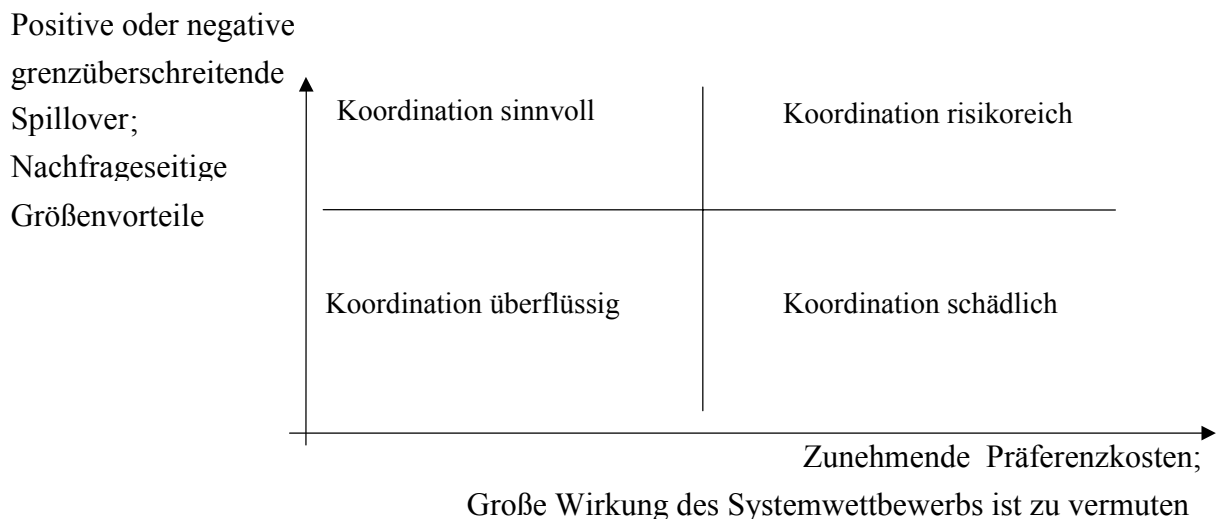 Positive oder negative
grenzüberschreitende
Spillover;
Nachfrageseitige
Größenvorteile
Koordination sinnvoll
Koordination risikoreich
Koordination überflüssig
Koordination schädlich
Zunehmende Präferenzkosten;
Große Wirkung des Systemwettbewerbs ist zu vermuten